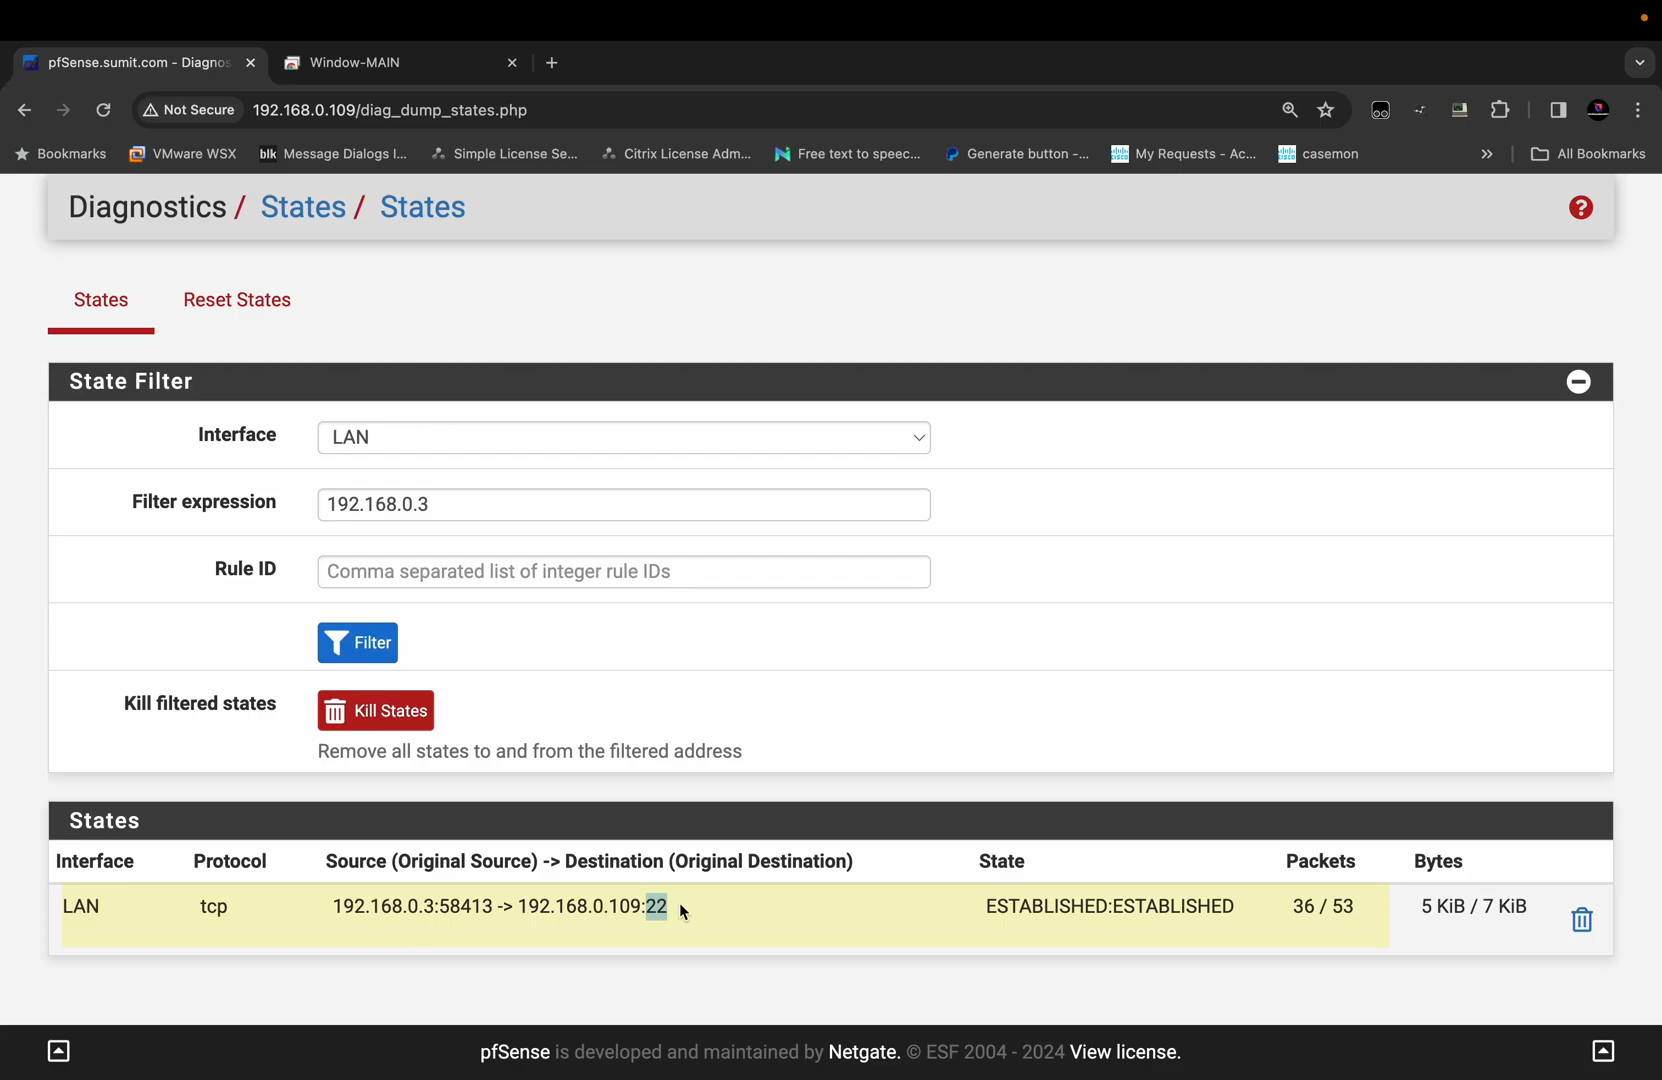 pfSense.sumit.com - Diagnos
Window-MAIN
Not Secure
192.168.0.109/diag_dump_states.php
Bookmarks
VMware WSX
blk Message Dialogs I...
Simple License Se...
Citrix License Adm...
Free text to speec...
Generate button -...
My Requests - Ac...
casemon
All Bookmarks
Diagnostics / States / States
States
Reset States
State Filter
Interface
LAN
Filter expression
192.168.0.3
Rule ID
Comma separated list of integer rule IDs
Filter
Kill filtered states
Kill States
Remove all states to and from the filtered address
States
Interface Protocol Source (Original Source) -> Destination (Original Destination) State Packets Bytes
LAN tcp 192.168.0.3:58413 -> 192.168.0.109:22 ESTABLISHED:ESTABLISHED 36 / 53 5 KiB / 7 KiB
pfSense is developed and maintained by Netgate. © ESF 2004 - 2024 View license.